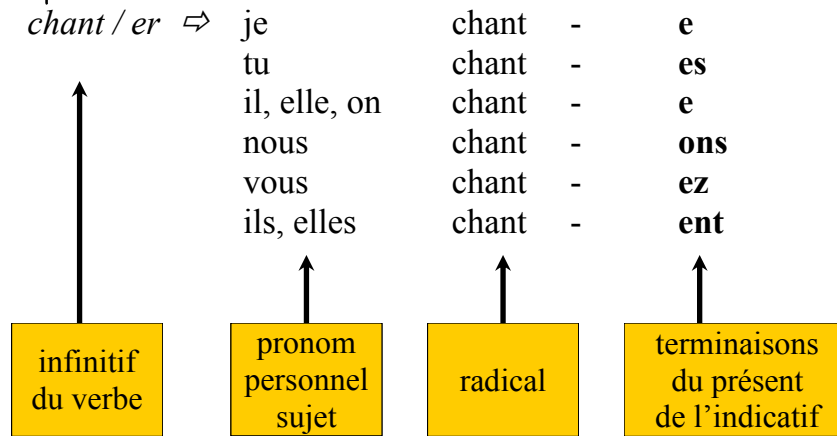 chant / er ⇨ je chant - e
tu chant - es
il, elle, on chant - e
nous chant - ons
vous chant - ez
ils, elles chant - ent
infinitif
du verbe
pronom
personnel
sujet
radical
terminaisons
du présent
de l’indicatif